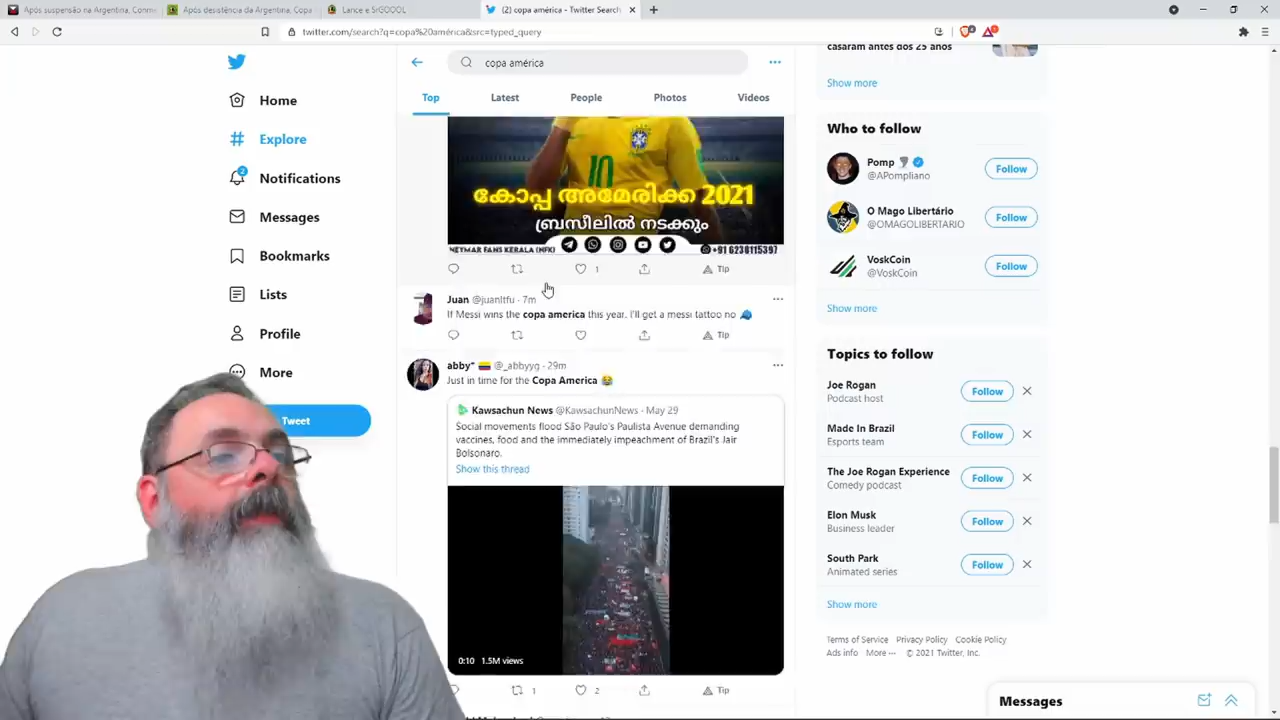 Após suspensão na Argentina, Conme
Após desistência da Argentina, Copa
Lance e SrGOOOL
(2) copa américa - Twitter Search
twitter.com/search?q=copa%20américa&src=typed_query
Home
Explore
2
Notifications
Messages
Bookmarks
Lists
Profile
More
Tweet
copa américa
Top
Latest
People
Photos
Videos
10
കോപ്പ അമേരിക്ക 2021
ബ്രസീലിൽ നടക്കും
NEYMAR FANS KERALA (NFK)
+91 6238115397
1
Tip
Juan @juanltfu · 7m
If Messi wins the copa america this year. I'll get a messi tattoo no 🧢
Tip
abby* 🇨🇴 @_abbyyg · 29m
Just in time for the Copa America 😭
Kawsachun News @KawsachunNews · May 29
Social movements flood São Paulo's Paulista Avenue demanding
vaccines, food and the immediately impeachment of Brazil's Jair
Bolsonaro.
Show this thread
0:10 1.5M views
1
2
Tip
casaram antes dos 25 anos
Show more
Who to follow
Pomp
@APompliano
Follow
O Mago Libertário
@OMAGOLIBERTARIO
Follow
VoskCoin
@VoskCoin
Follow
Show more
Topics to follow
Joe Rogan
Podcast host
Follow
Made In Brazil
Esports team
Follow
The Joe Rogan Experience
Comedy podcast
Follow
Elon Musk
Business leader
Follow
South Park
Animated series
Follow
Show more
Terms of Service Privacy Policy Cookie Policy
Ads info More ··· © 2021 Twitter, Inc.
Messages